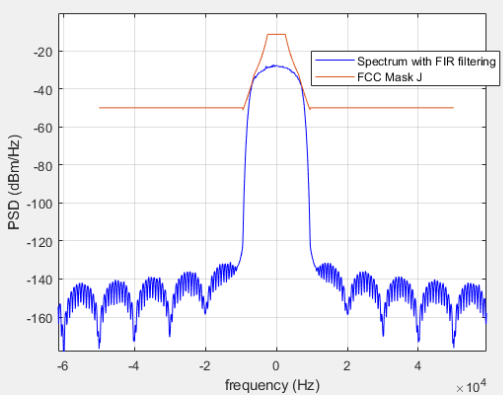 -20
-40
-60
-80
-100
-120
-140
-160
PSD (dBm/Hz)
Spectrum with FIR filtering
FCC Mask J
-6 -4 -2 0 2 4
frequency (Hz)
×10⁴